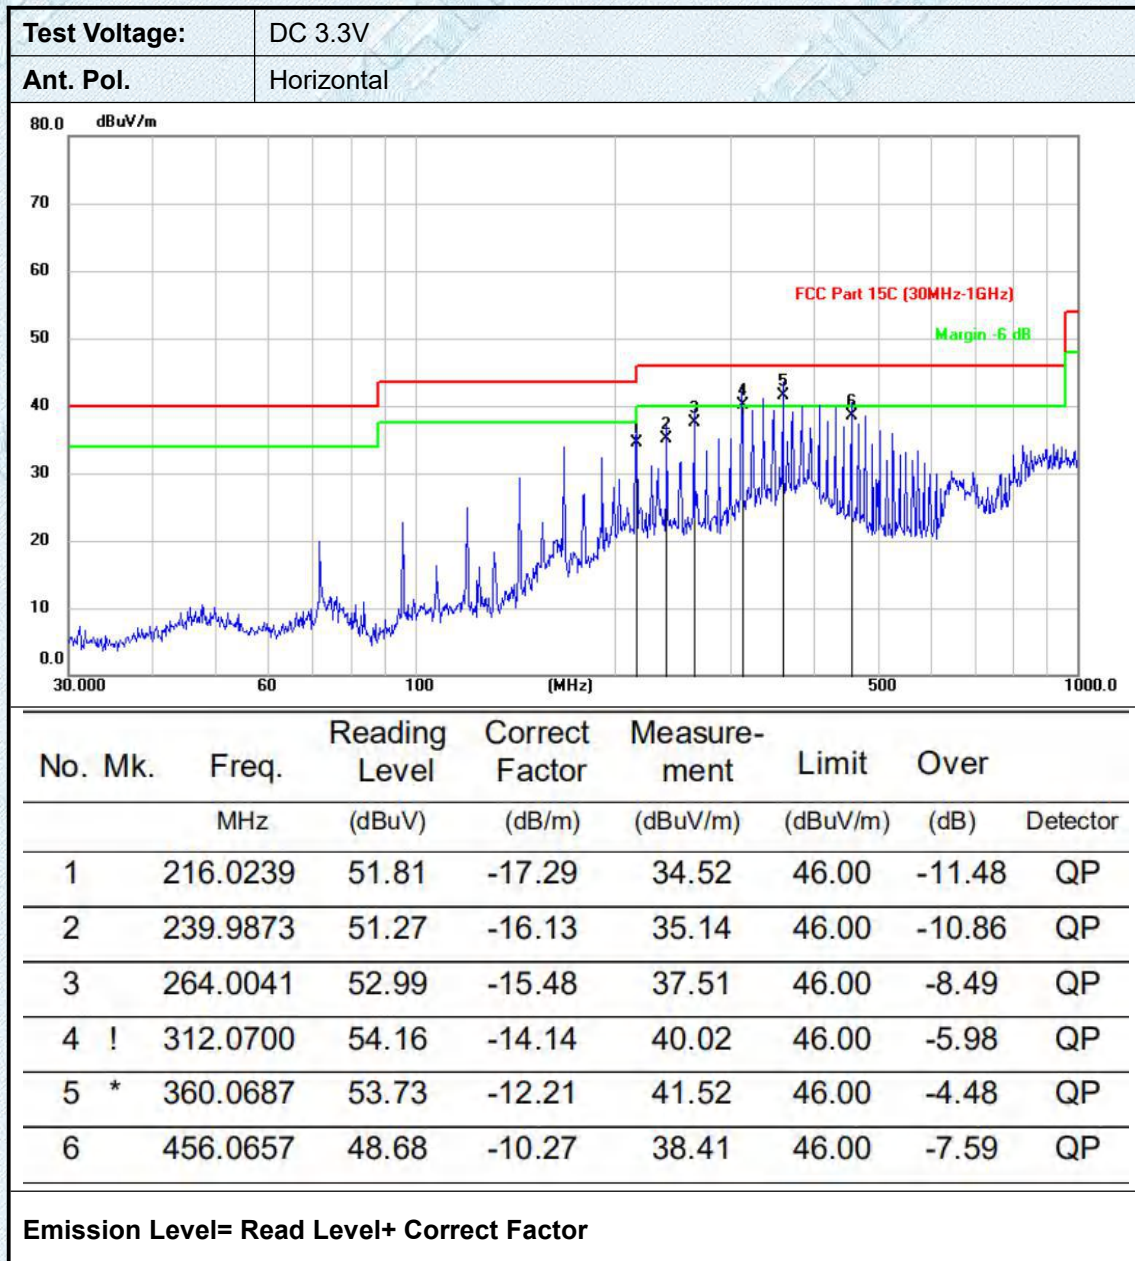 Test Voltage: DC 3.3V
Ant. Pol. Horizontal
80.0 dBuV/m
70
60
FCC Part 15C (30MHz-1GHz)
50
Margin -6 dB
40
1 2 3 4 5 6
30
20
10
0.0
30.000 60 100 (MHz) 500 1000.0
No. Mk. Freq. Reading Level Correct Factor Measure-ment Limit Over
MHz (dBuV) (dB/m) (dBuV/m) (dBuV/m) (dB) Detector
1 216.0239 51.81 -17.29 34.52 46.00 -11.48 QP
2 239.9873 51.27 -16.13 35.14 46.00 -10.86 QP
3 264.0041 52.99 -15.48 37.51 46.00 -8.49 QP
4 ! 312.0700 54.16 -14.14 40.02 46.00 -5.98 QP
5 * 360.0687 53.73 -12.21 41.52 46.00 -4.48 QP
6 456.0657 48.68 -10.27 38.41 46.00 -7.59 QP
Emission Level= Read Level+ Correct Factor